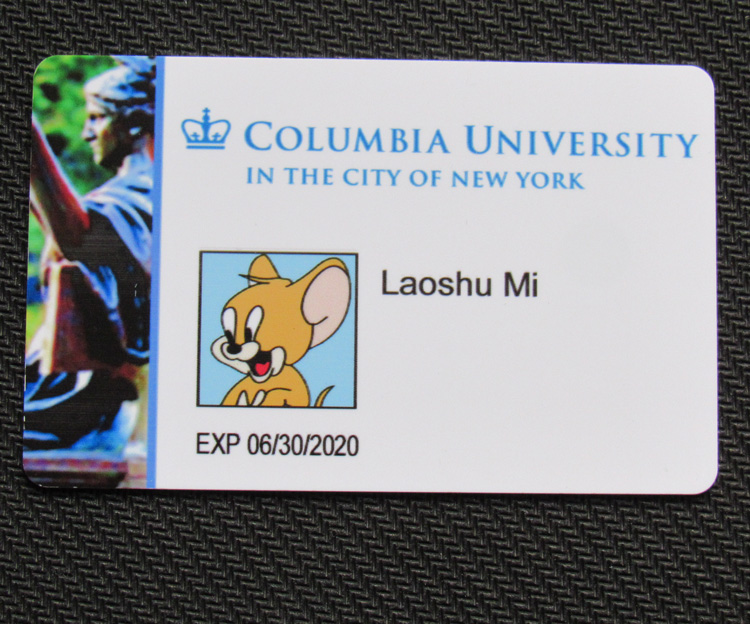 COLUMBIA UNIVERSITY
IN THE CITY OF NEW YORK
Laoshu Mi
EXP 06/30/2020